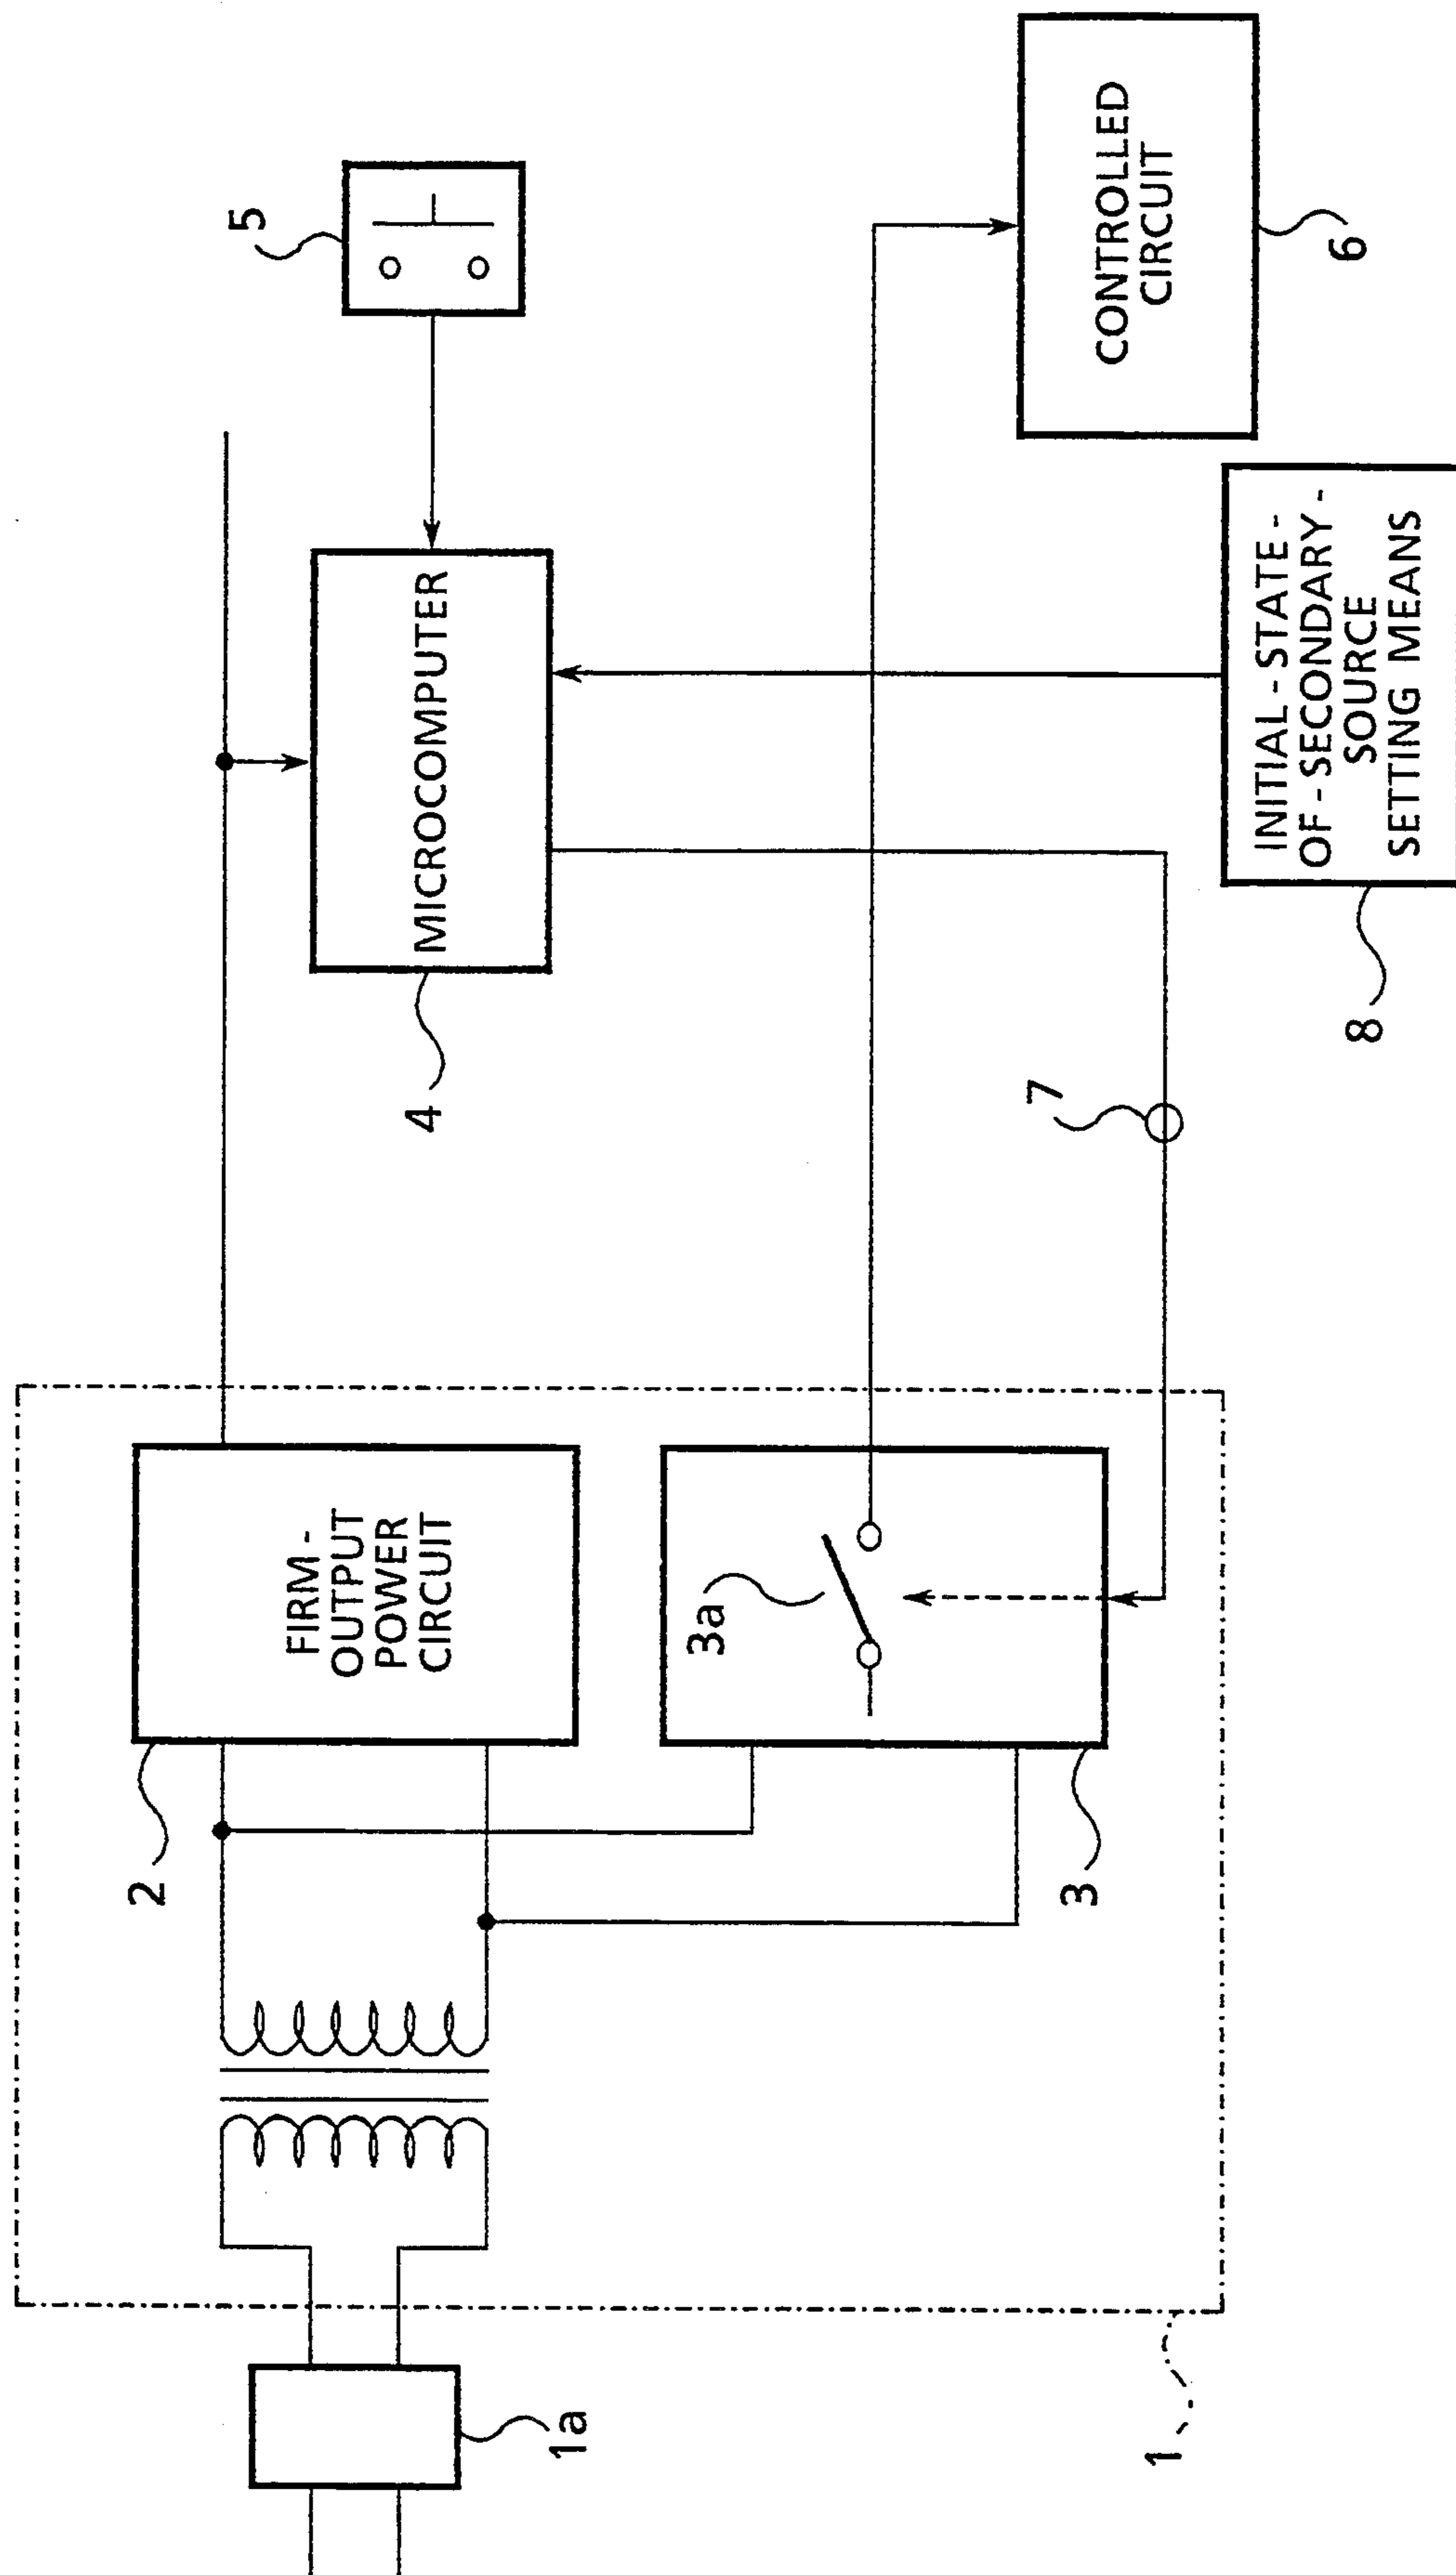 1a
1
2
FIRM -
OUTPUT
POWER
CIRCUIT
3
3a
4
MICROCOMPUTER
5
7
CONTROLLED
CIRCUIT
6
8
INITIAL - STATE -
OF - SECONDARY -
SOURCE
SETTING MEANS